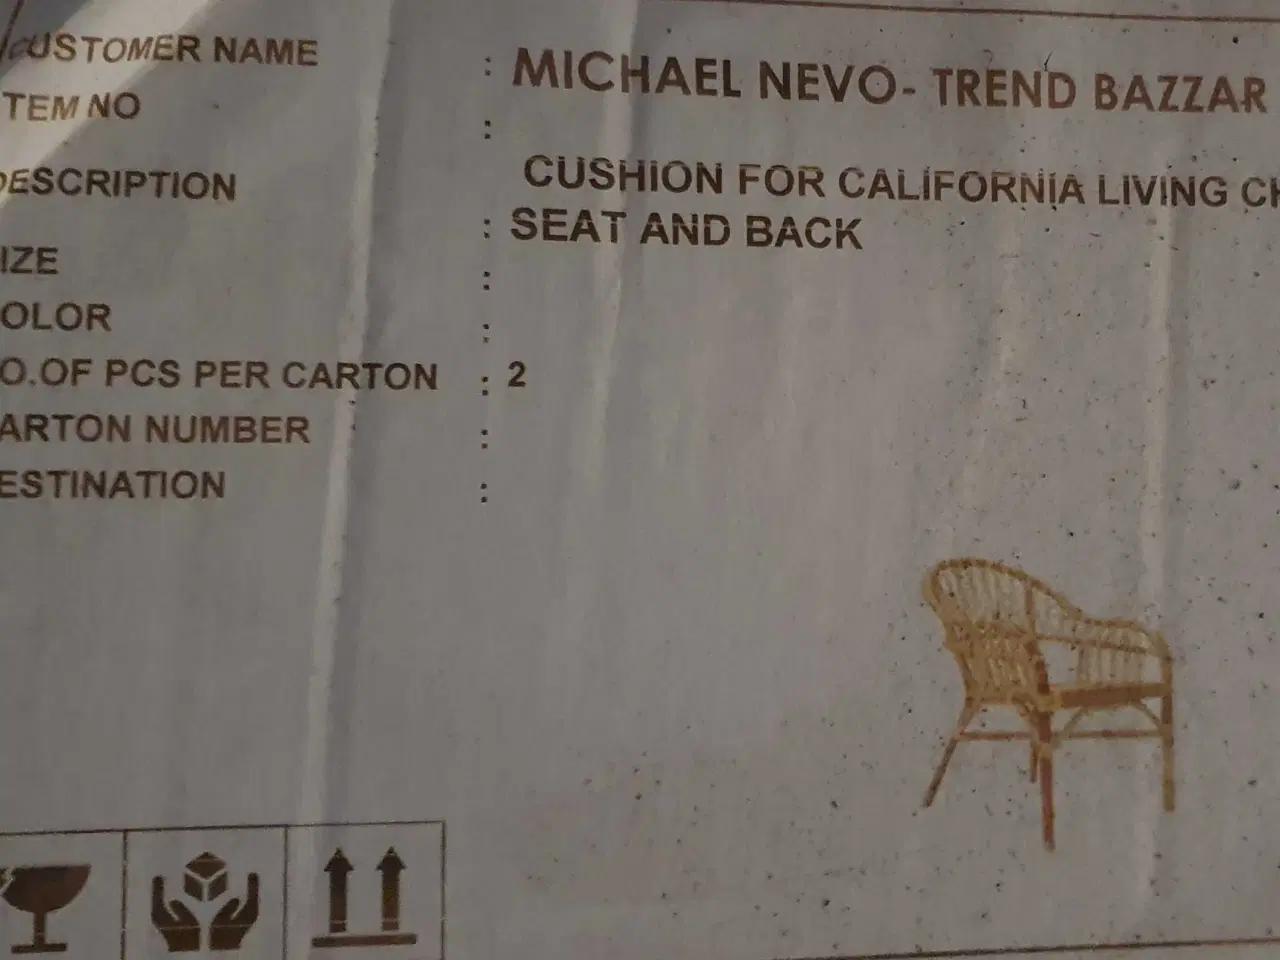 CUSTOMER NAME : MICHAEL NEVO- TREND BAZZAR
TEM NO :
DESCRIPTION : CUSHION FOR CALIFORNIA LIVING CH
SEAT AND BACK
IZE :
OLOR :
O.OF PCS PER CARTON : 2
ARTON NUMBER :
ESTINATION :